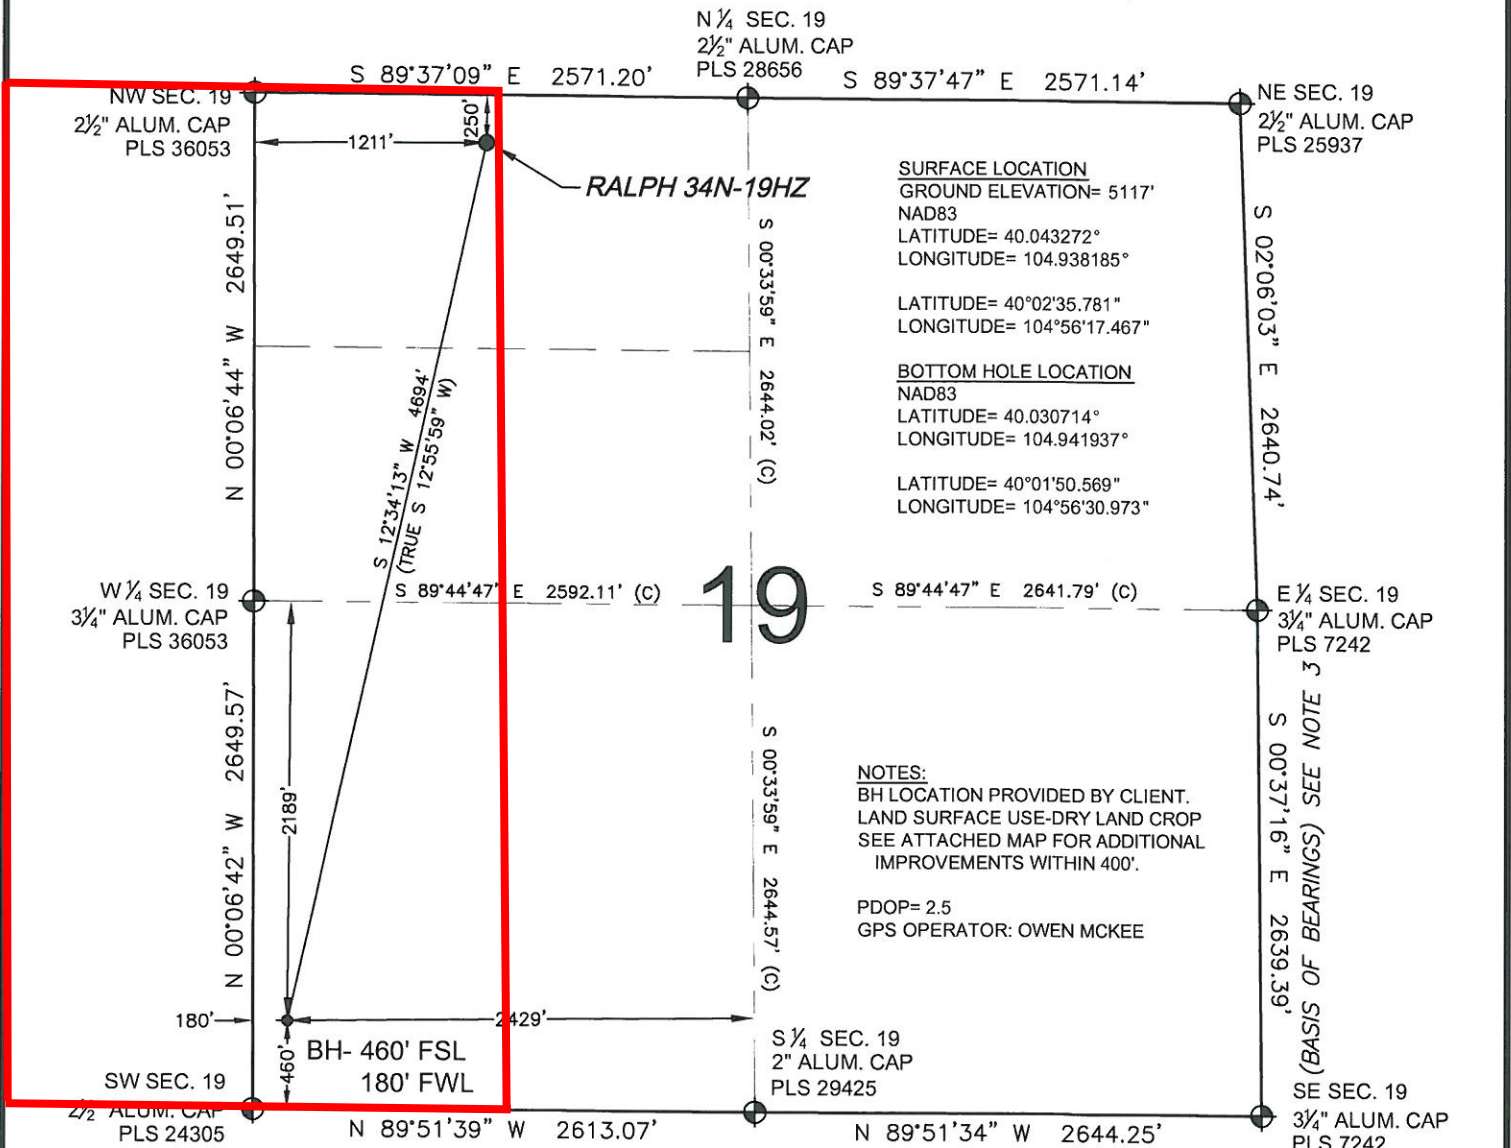 N ¼ SEC. 19
2½" ALUM. CAP
PLS 28656
S 89°37'09" E 2571.20'
S 89°37'47" E 2571.14'
NW SEC. 19
2½" ALUM. CAP
PLS 36053
NE SEC. 19
2½" ALUM. CAP
PLS 25937
250'
1211'
RALPH 34N-19HZ
SURFACE LOCATION
GROUND ELEVATION= 5117'
NAD83
LATITUDE= 40.043272°
LONGITUDE= 104.938185°
LATITUDE= 40°02'35.781"
LONGITUDE= 104°56'17.467"
BOTTOM HOLE LOCATION
NAD83
LATITUDE= 40.030714°
LONGITUDE= 104.941937°
LATITUDE= 40°01'50.569"
LONGITUDE= 104°56'30.973"
N 00°06'44" W 2649.51'
S 12°34'13" W 4694'
(TRUE S 12°55'59" W)
S 00°33'59" E 2644.02' (C)
S 02°06'03" E 2640.74'
W ¼ SEC. 19
3¼" ALUM. CAP
PLS 36053
S 89°44'47" E 2592.11' (C)
19
S 89°44'47" E 2641.79' (C)
E ¼ SEC. 19
3¼" ALUM. CAP
PLS 7242
N 00°06'42" W 2649.57'
2189'
S 00°33'59" E 2644.57' (C)
NOTES:
BH LOCATION PROVIDED BY CLIENT.
LAND SURFACE USE-DRY LAND CROP
SEE ATTACHED MAP FOR ADDITIONAL
IMPROVEMENTS WITHIN 400'.
PDOP= 2.5
GPS OPERATOR: OWEN MCKEE
S 00°37'16" E 2639.39'
(BASIS OF BEARINGS) SEE NOTE 3
180'
2429'
460'
BH- 460' FSL
180' FWL
S ¼ SEC. 19
2" ALUM. CAP
PLS 29425
SW SEC. 19
2½" ALUM. CAP
PLS 24305
N 89°51'39" W 2613.07'
N 89°51'34" W 2644.25'
SE SEC. 19
3¼" ALUM. CAP
PLS 7242